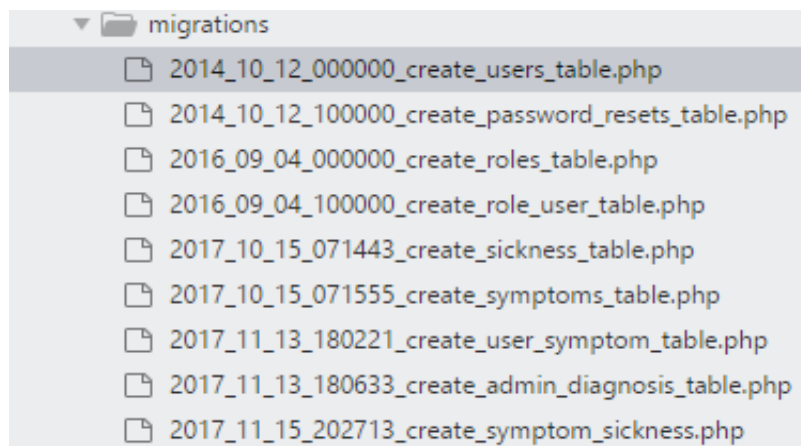 migrations
2014_10_12_000000_create_users_table.php
2014_10_12_100000_create_password_resets_table.php
2016_09_04_000000_create_roles_table.php
2016_09_04_100000_create_role_user_table.php
2017_10_15_071443_create_sickness_table.php
2017_10_15_071555_create_symptoms_table.php
2017_11_13_180221_create_user_symptom_table.php
2017_11_13_180633_create_admin_diagnosis_table.php
2017_11_15_202713_create_symptom_sickness.php